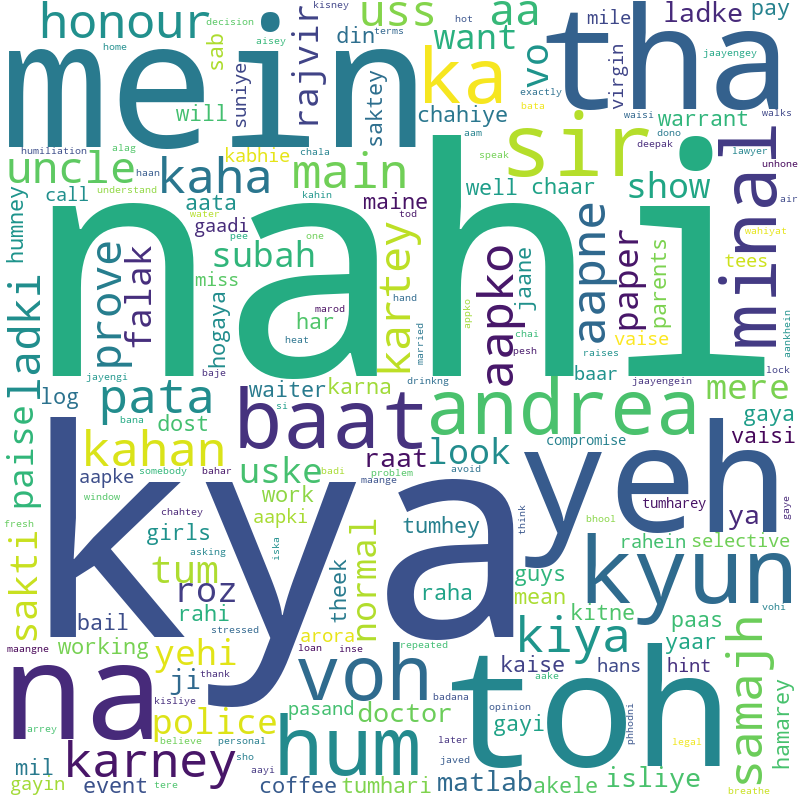 honour
uss
aa
din
kisney
decision
home
aisey
hot
terms
mile
ladke
pay
jaayengey
mein
sab
rajvir
want
vo
tha
virgin
suniye
ka
saktey
chahiye
exactly
bata
waisi
walks
will
sir
warrant
aam
dono
deepak
lawyer
unhone
humiliation
alag
chala
kabhie
uncle
kaha
main
haan
kahin
speak
well
chaar
show
minal
air
call
understand
aata
maine
humney
water
gaadi
tod
nahi
prove
falak
subah
pee
one
kartey
aapko
jaane
aapne
paper
parents
wahiyat
tees
miss
hand
appko
vaise
ladki
hogaya
har
marod
heat
married
chai
pesh
raises
aankhein
jayengi
baje
drinkng
baar
jaayengein
lock
mere
log
pata
waiter
karna
si
baat
andrea
gaya
paise
bana
dost
vaisi
kahan
raat
look
compromise
aapke
somebody
bahar
uske
badi
maange
problem
avoid
tumharey
window
work
kya
yeh
ya
gaye
fresh
chahtey
aapki
normal
tumhey
think
bhool
rahein
selective
sakti
girls
asking
iska
tum
kyun
vohi
theek
raha
guys
roz
mean
kitne
paas
rahi
bail
stressed
arora
kiya
yaar
samajh
maangne
working
yehi
repeated
loan
inse
na
voh
toh
kaise
hans
hint
thank
ji
kisliye
badana
aake
pasand
doctor
opinion
gayi
phhodni
hamarey
arrey
police
believe
personal
hum
later
javed
legal
karney
sho
mil
gayin
event
aayi
tere
coffee
tumhari
matlab
akele
isliye
breathe